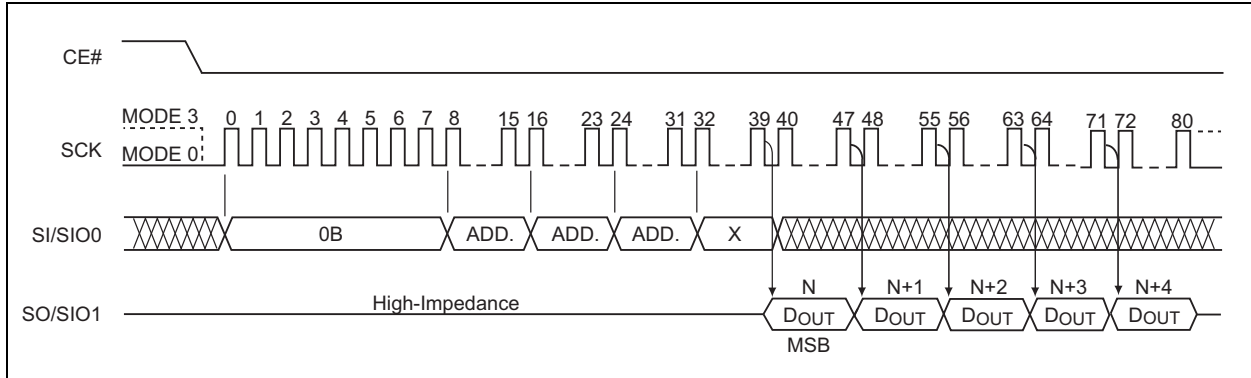 CE#
MODE 3
0 1 2 3 4 5 6 7 8 15 16 23 24 31 32 39 40 47 48 55 56 63 64 71 72 80
SCK
MODE 0
SI/SIO0
0B ADD. ADD. ADD. X
N N+1 N+2 N+3 N+4
SO/SIO1
High-Impedance
DOUT DOUT DOUT DOUT DOUT
MSB